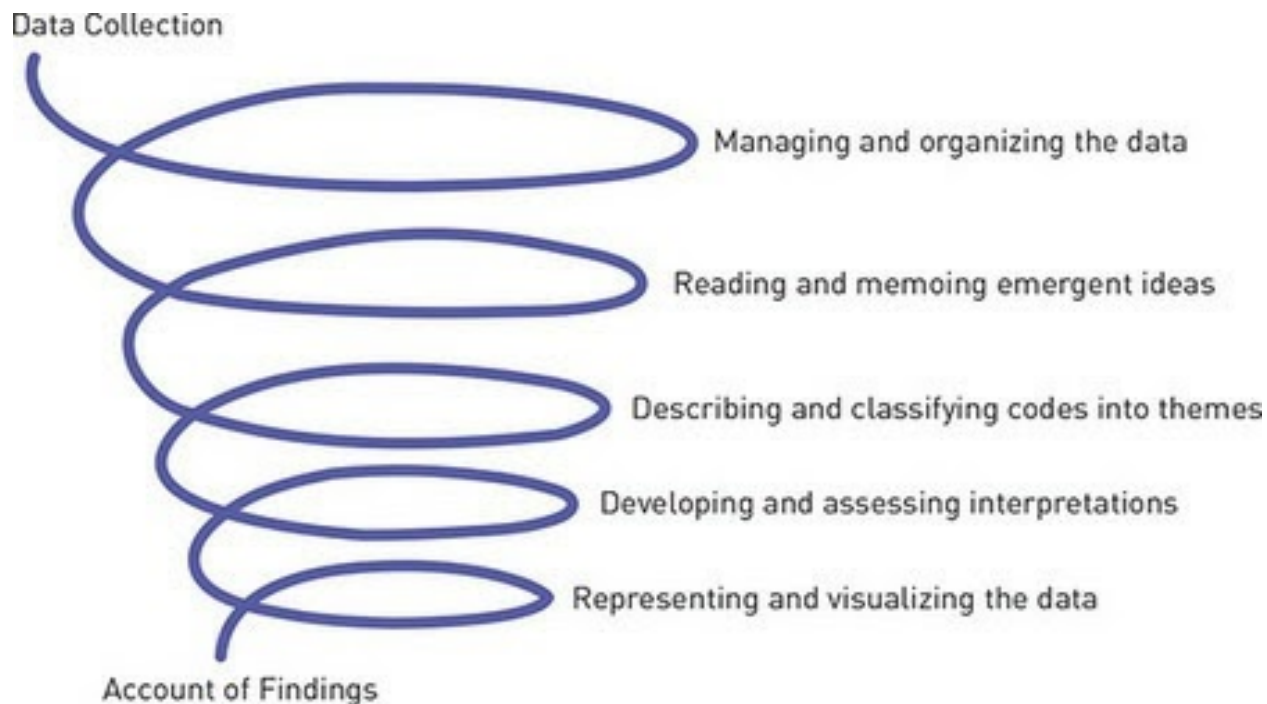 Data Collection
Managing and organizing the data
Reading and memoing emergent ideas
Describing and classifying codes into themes
Developing and assessing interpretations
Representing and visualizing the data
Account of Findings